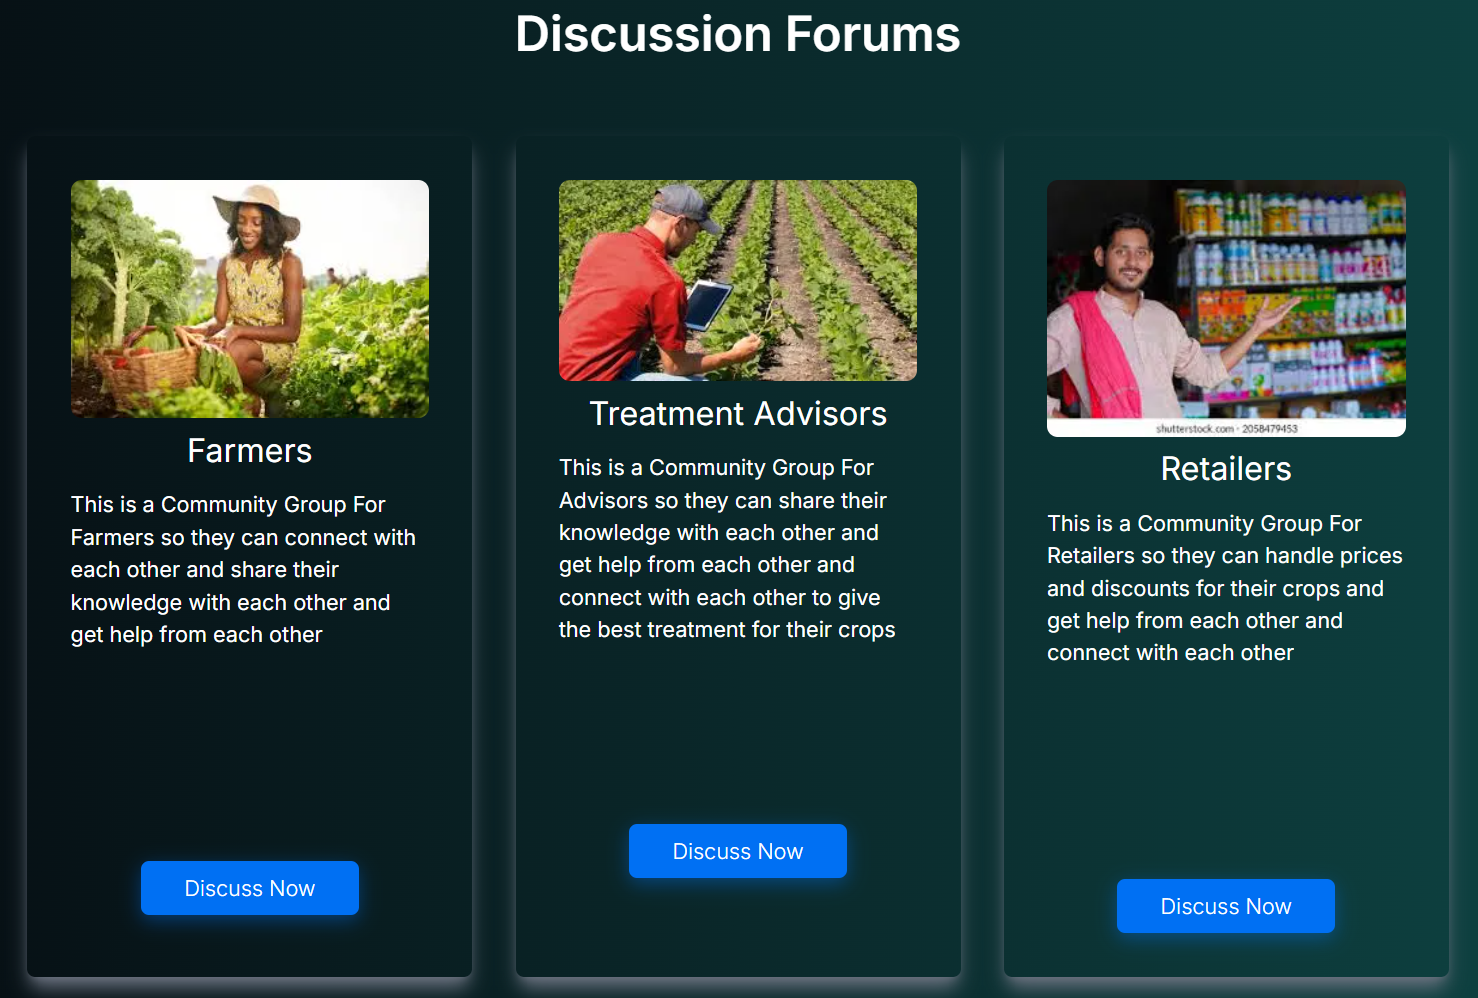 Discussion Forums
Farmers
This is a Community Group For
Farmers so they can connect with
each other and share their
knowledge with each other and
get help from each other
Discuss Now
Treatment Advisors
This is a Community Group For
Advisors so they can share their
knowledge with each other and
get help from each other and
connect with each other to give
the best treatment for their crops
Discuss Now
shutterstock.com · 2058479453
Retailers
This is a Community Group For
Retailers so they can handle prices
and discounts for their crops and
get help from each other and
connect with each other
Discuss Now